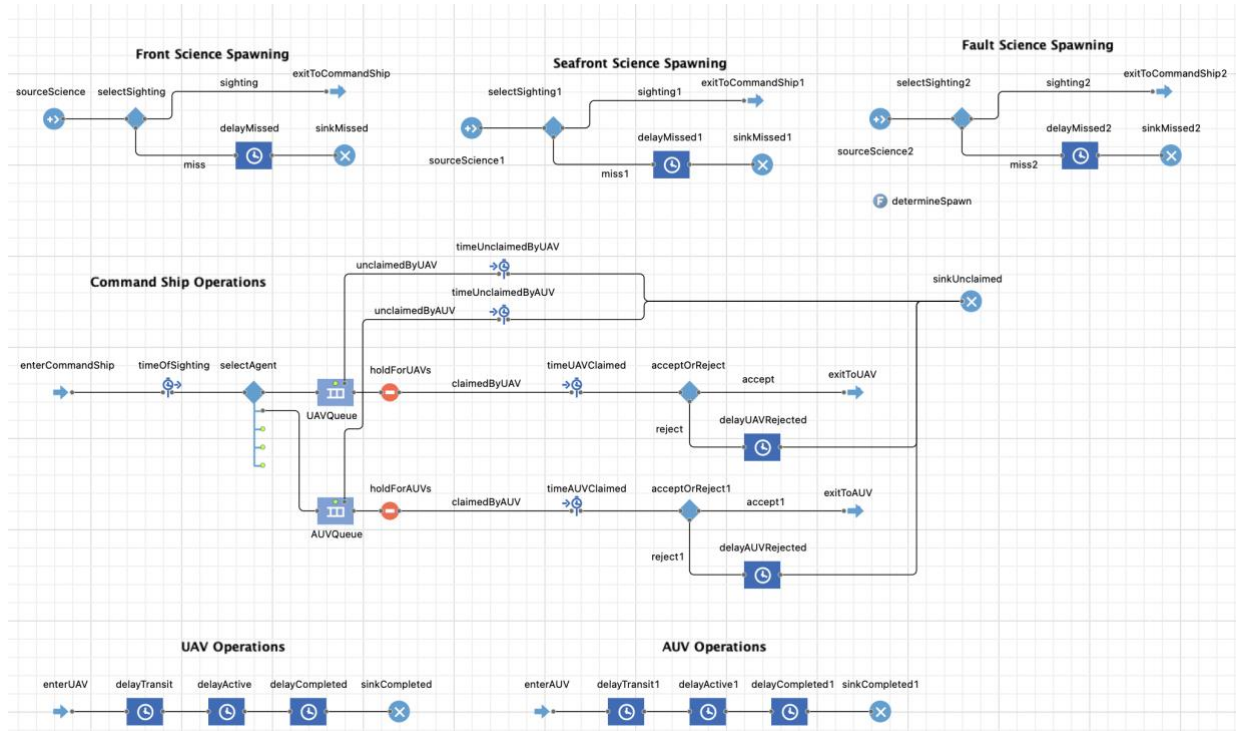 Front Science Spawning
Seafront Science Spawning
Fault Science Spawning
sourceScience
selectSighting
sighting
exitToCommandShip
delayMissed
sinkMissed
miss
selectSighting1
sighting1
exitToCommandShip1
sourceScience1
delayMissed1
sinkMissed1
miss1
selectSighting2
sighting2
exitToCommandShip2
sourceScience2
delayMissed2
sinkMissed2
miss2
F determineSpawn
Command Ship Operations
timeUnclaimedByUAV
unclaimedByUAV
timeUnclaimedByAUV
unclaimedByAUV
sinkUnclaimed
enterCommandShip
timeOfSighting
selectAgent
UAVQueue
holdForUAVs
claimedByUAV
timeUAVClaimed
acceptOrReject
accept
exitToUAV
reject
delayUAVRejected
AUVQueue
holdForAUVs
claimedByAUV
timeAUVClaimed
acceptOrReject1
accept1
exitToAUV
reject1
delayAUVRejected
UAV Operations
enterUAV
delayTransit
delayActive
delayCompleted
sinkCompleted
AUV Operations
enterAUV
delayTransit1
delayActive1
delayCompleted1
sinkCompleted1